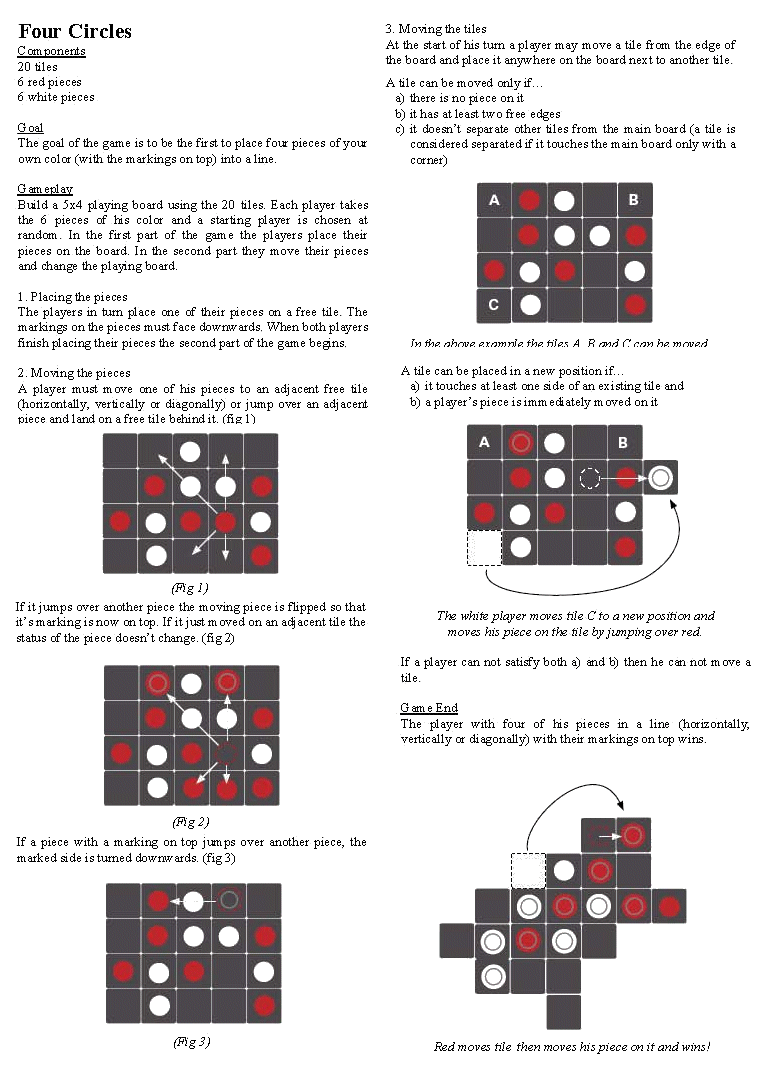 Four Circles
Components
20 tiles
6 red pieces
6 white pieces
Goal
The goal of the game is to be the first to place four pieces of your
own color (with the markings on top) into a line.
Gameplay
Build a 5x4 playing board using the 20 tiles. Each player takes
the 6 pieces of his color and a starting player is chosen at
random. In the first part of the game the players place their
pieces on the board. In the second part they move their pieces
and change the playing board.
1. Placing the pieces
The players in turn place one of their pieces on a free tile. The
markings on the pieces must face downwards. When both players
finish placing their pieces the second part of the game begins.
2. Moving the pieces
A player must move one of his pieces to an adjacent free tile
(horizontally, vertically or diagonally) or jump over an adjacent
piece and land on a free tile behind it. (fig 1)
(Fig 1)
If it jumps over another piece the moving piece is flipped so that
it's marking is now on top. If it just moved on an adjacent tile the
status of the piece doesn't change. (fig 2)
(Fig 2)
If a piece with a marking on top jumps over another piece, the
marked side is turned downwards. (fig 3)
(Fig 3)
3. Moving the tiles
At the start of his turn a player may move a tile from the edge of
the board and place it anywhere on the board next to another tile.
A tile can be moved only if...
a) there is no piece on it
b) it has at least two free edges
c) it doesn't separate other tiles from the main board (a tile is
considered separated if it touches the main board only with a
corner)
A B
C
In the above example the tiles A, B and C can be moved
A tile can be placed in a new position if...
a) it touches at least one side of an existing tile and
b) a player's piece is immediately moved on it
A B
The white player moves tile C to a new position and
moves his piece on the tile by jumping over red.
If a player can not satisfy both a) and b) then he can not move a
tile.
Game End
The player with four of his pieces in a line (horizontally,
vertically or diagonally) with their markings on top wins.
Red moves tile then moves his piece on it and wins!